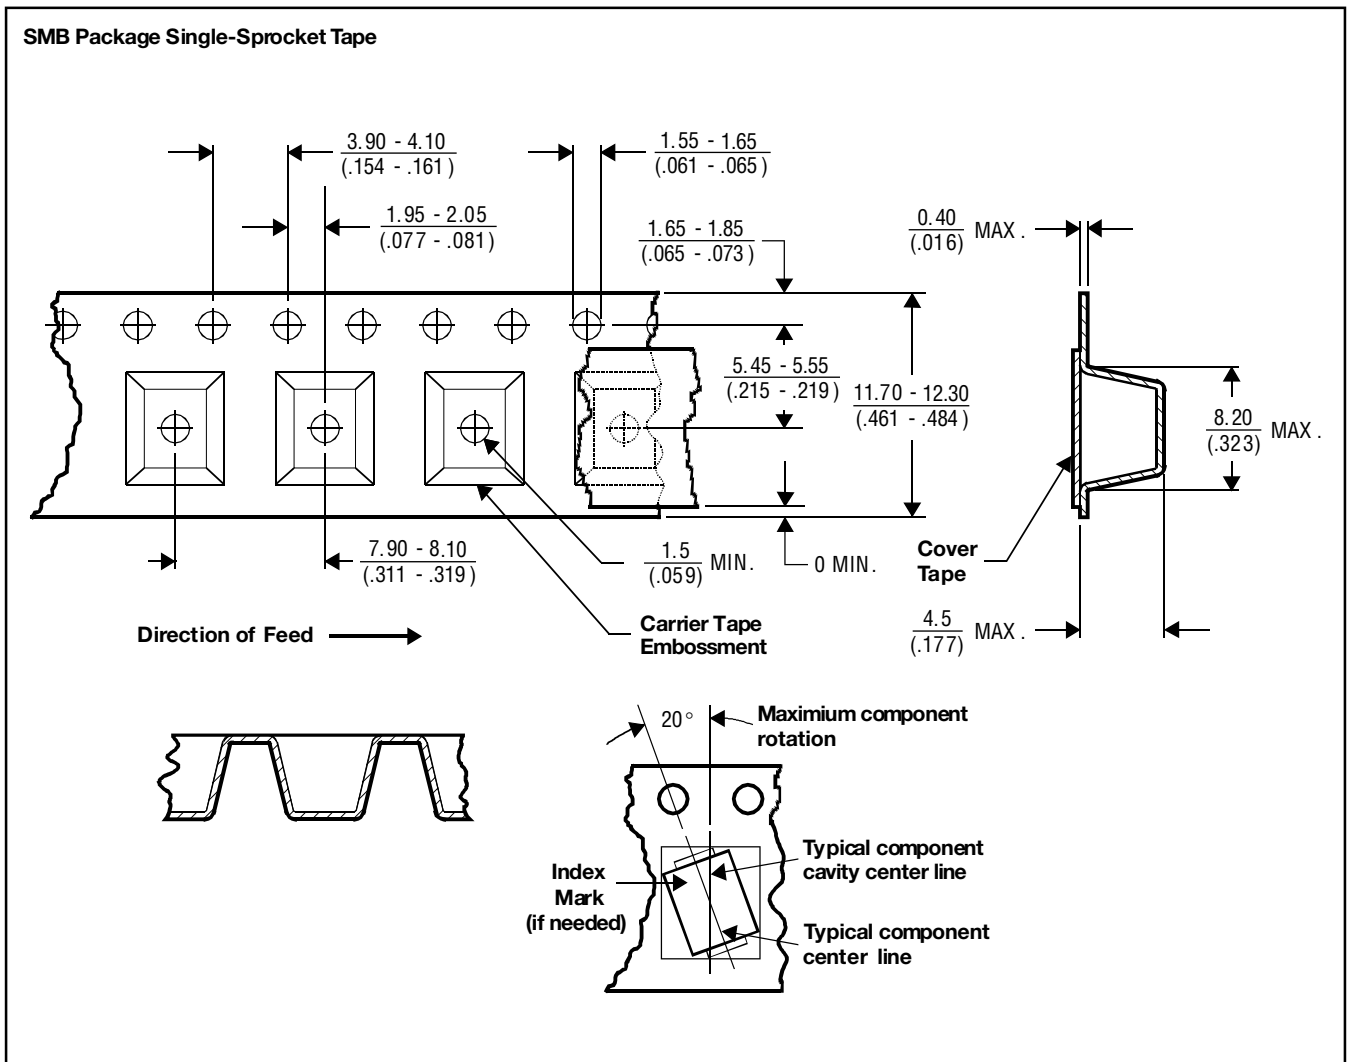 SMB Package Single-Sprocket Tape
3.90 - 4.10
(.154 - .161)
1.55 - 1.65
(.061 - .065)
1.95 - 2.05
(.077 - .081)
1.65 - 1.85
(.065 - .073)
0.40
(.016)
MAX.
5.45 - 5.55
(.215 - .219)
11.70 - 12.30
(.461 - .484)
8.20
(.323)
MAX.
7.90 - 8.10
(.311 - .319)
1.5
(.059)
MIN.
0 MIN.
Cover
Tape
Direction of Feed
Carrier Tape
Embossment
4.5
(.177)
MAX.
20°
Maximium component
rotation
Typical component
cavity center line
Index
Mark
(if needed)
Typical component
center line